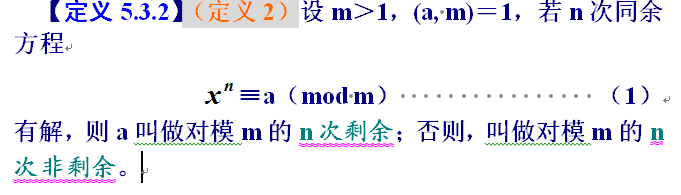 【定义 5.3.2】(定义 2)设 m>1，(a, m)=1，若 n 次同余
方程
xⁿ≡a（mod m）················（1）
有解，则 a 叫做对模 m 的 n 次剩余；否则，叫做模 m 的 n
次非剩余。